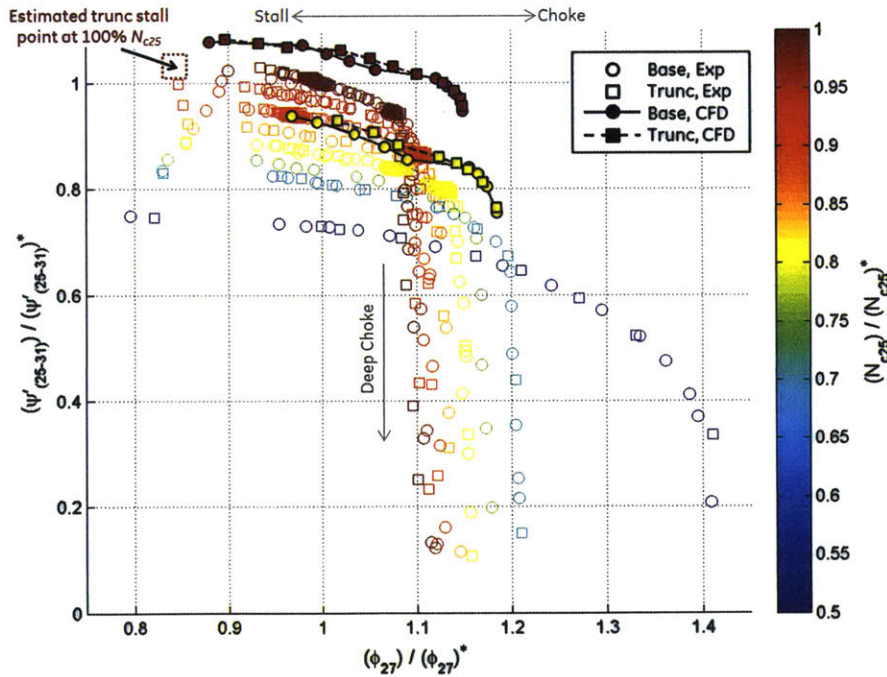 Estimated trunc stall
point at 100% N_c25
Stall
Choke
Base, Exp
Trunc, Exp
Base, CFD
Trunc, CFD
Deep Choke
(ψ'_(25-31)) / (ψ'_(25-31))*
1
0.8
0.6
0.4
0.2
0
0.8
0.9
1
1.1
1.2
1.3
1.4
(ϕ_27) / (ϕ_27)*
1
0.95
0.9
0.85
0.8
0.75
0.7
0.65
0.6
0.55
0.5
(N_c25) / (N_c25)*